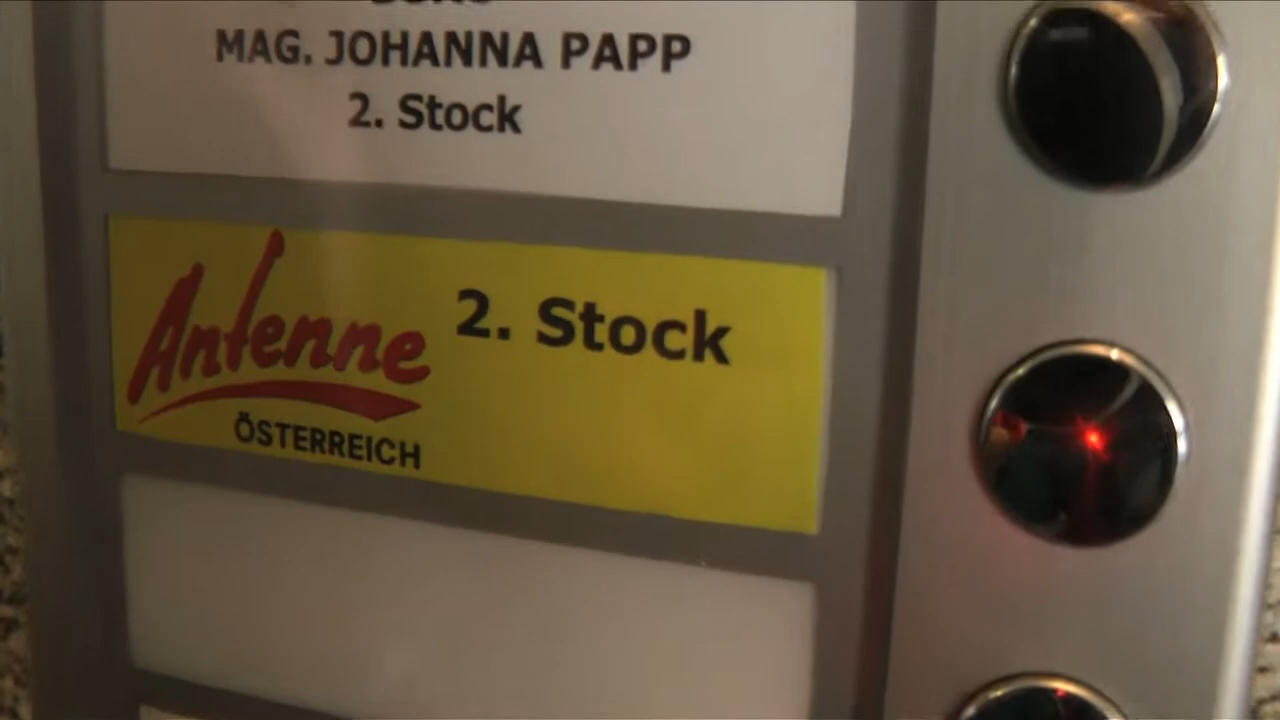 MAG. JOHANNA PAPP
2. Stock
Antenne
ÖSTERREICH
2. Stock